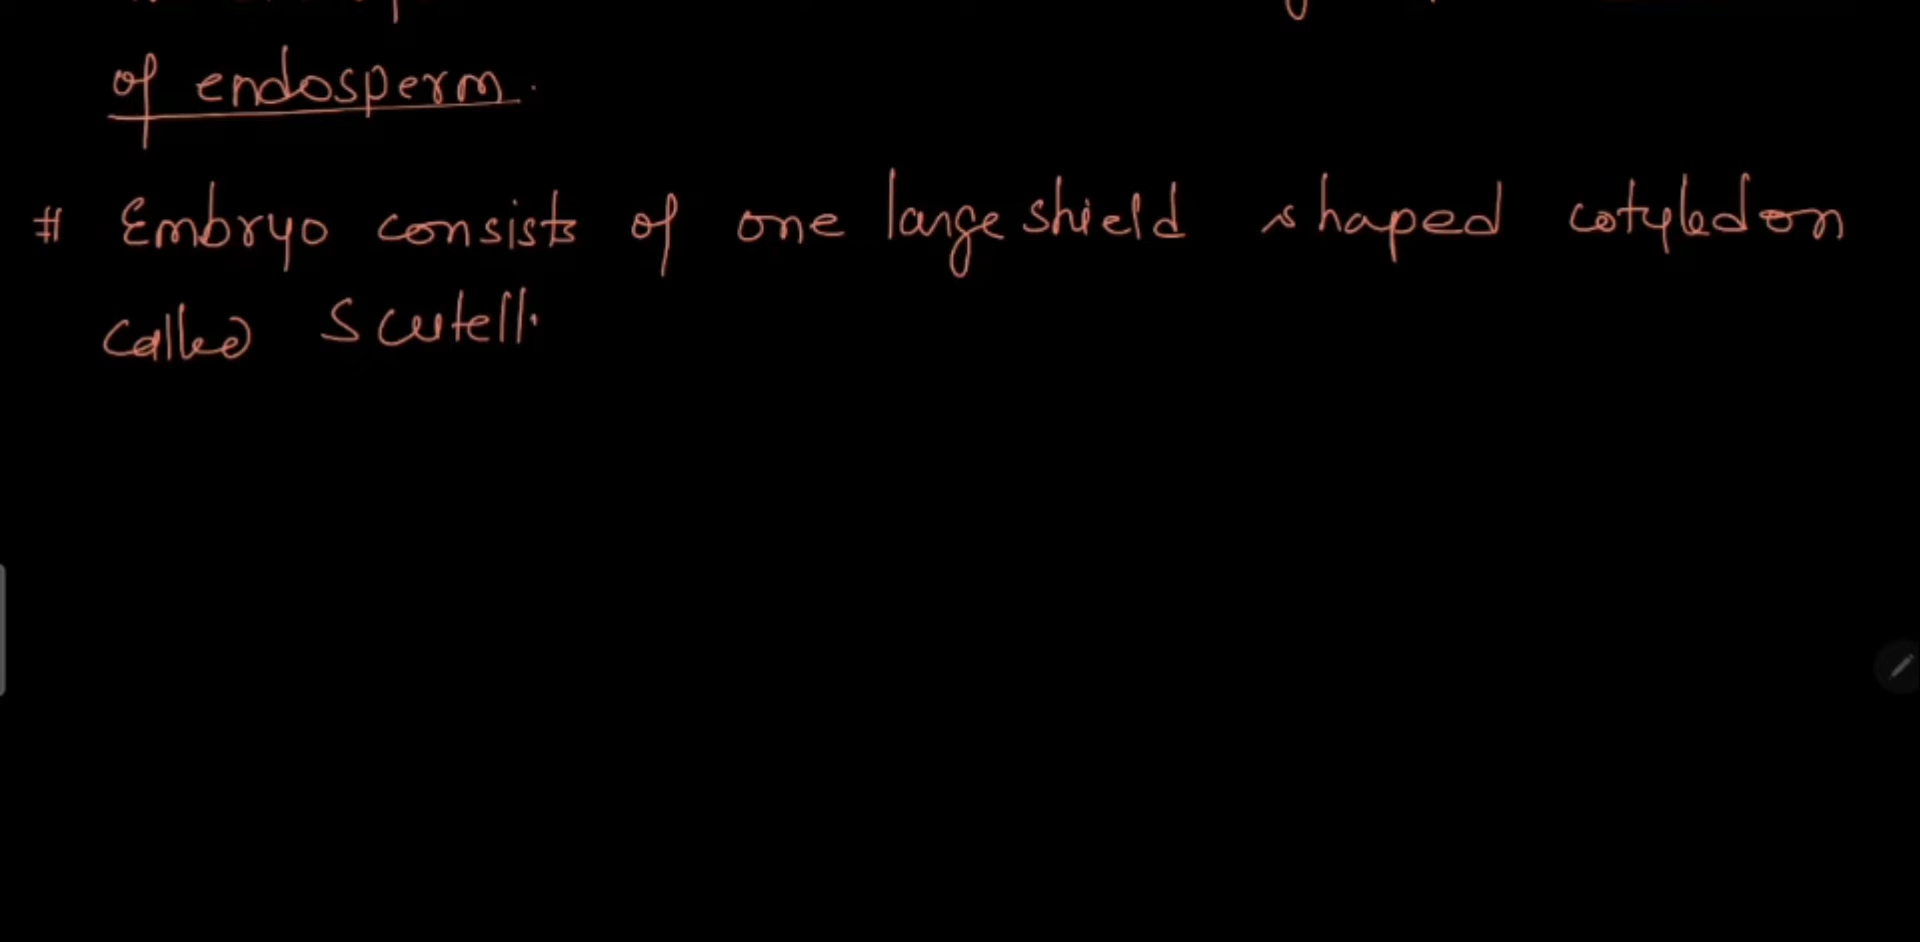 of endosperm.
# Embryo consists of one large shield shaped cotyledon
called Scutell